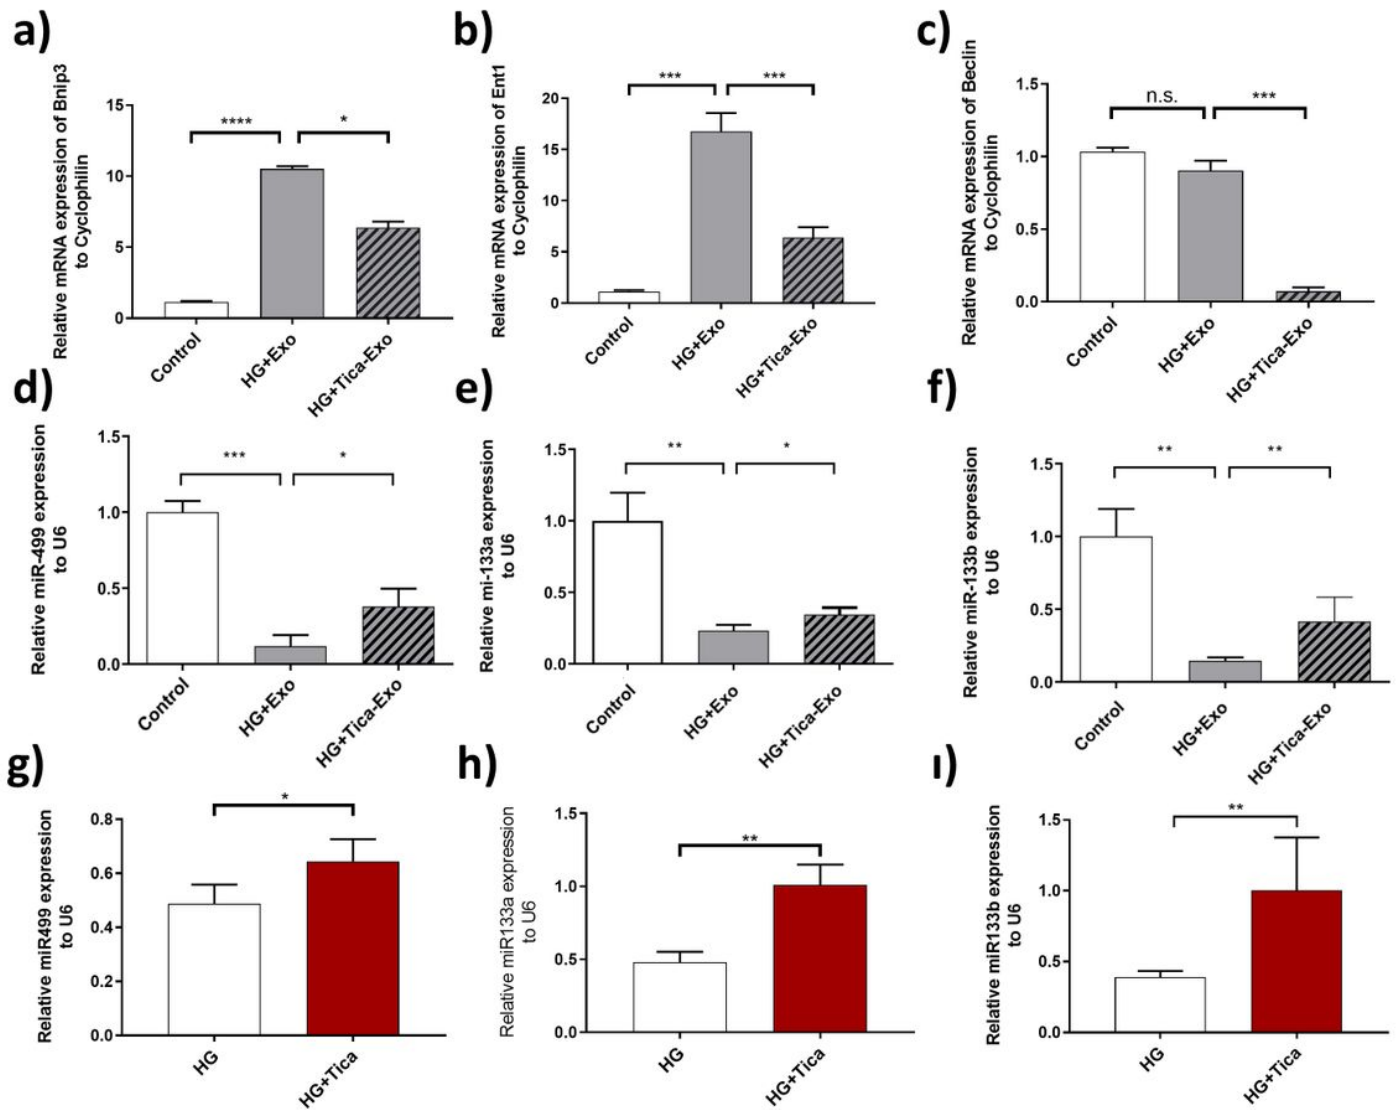 a)
Relative mRNA expression of Bnip3
to Cyclophilin
15
10
5
0
****
*
Control
HG+Exo
HG+Tica-Exo
b)
Relative mRNA expression of Ent1
to Cyclophilin
20
15
10
5
0
***
***
Control
HG+Exo
HG+Tica-Exo
c)
Relative mRNA expression of Beclin
to Cyclophilin
1.5
1.0
0.5
0.0
n.s.
***
Control
HG+Exo
HG+Tica-Exo
d)
Relative miR-499 expression
to U6
1.5
1.0
0.5
0.0
***
*
Control
HG+Exo
HG+Tica-Exo
e)
Relative mi-133a expression
to U6
1.5
1.0
0.5
0.0
**
*
Control
HG+Exo
HG+Tica-Exo
f)
Relative miR-133b expression
to U6
1.5
1.0
0.5
0.0
**
**
Control
HG+Exo
HG+Tica-Exo
g)
Relative miR499 expression
to U6
0.8
0.6
0.4
0.2
0.0
*
HG
HG+Tica
h)
Relative miR133a expression
to U6
1.5
1.0
0.5
0.0
**
HG
HG+Tica
ı)
Relative miR133b expression
to U6
1.5
1.0
0.5
0.0
**
HG
HG+Tica